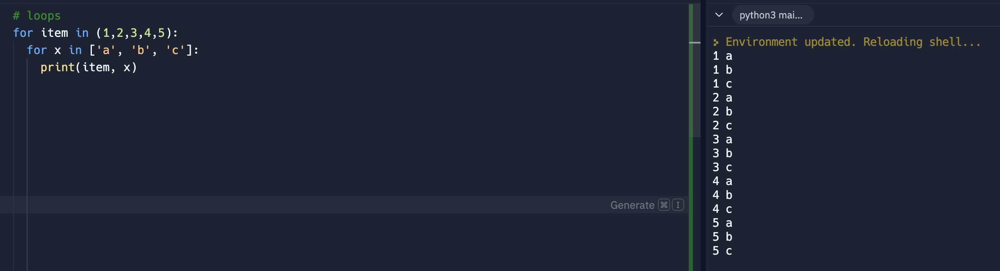 # loops
for item in (1,2,3,4,5):
  for x in ['a', 'b', 'c']:
    print(item, x)
Generate ⌘ I
python3 mai...
Environment updated. Reloading shell...
1 a
1 b
1 c
2 a
2 b
2 c
3 a
3 b
3 c
4 a
4 b
4 c
5 a
5 b
5 c